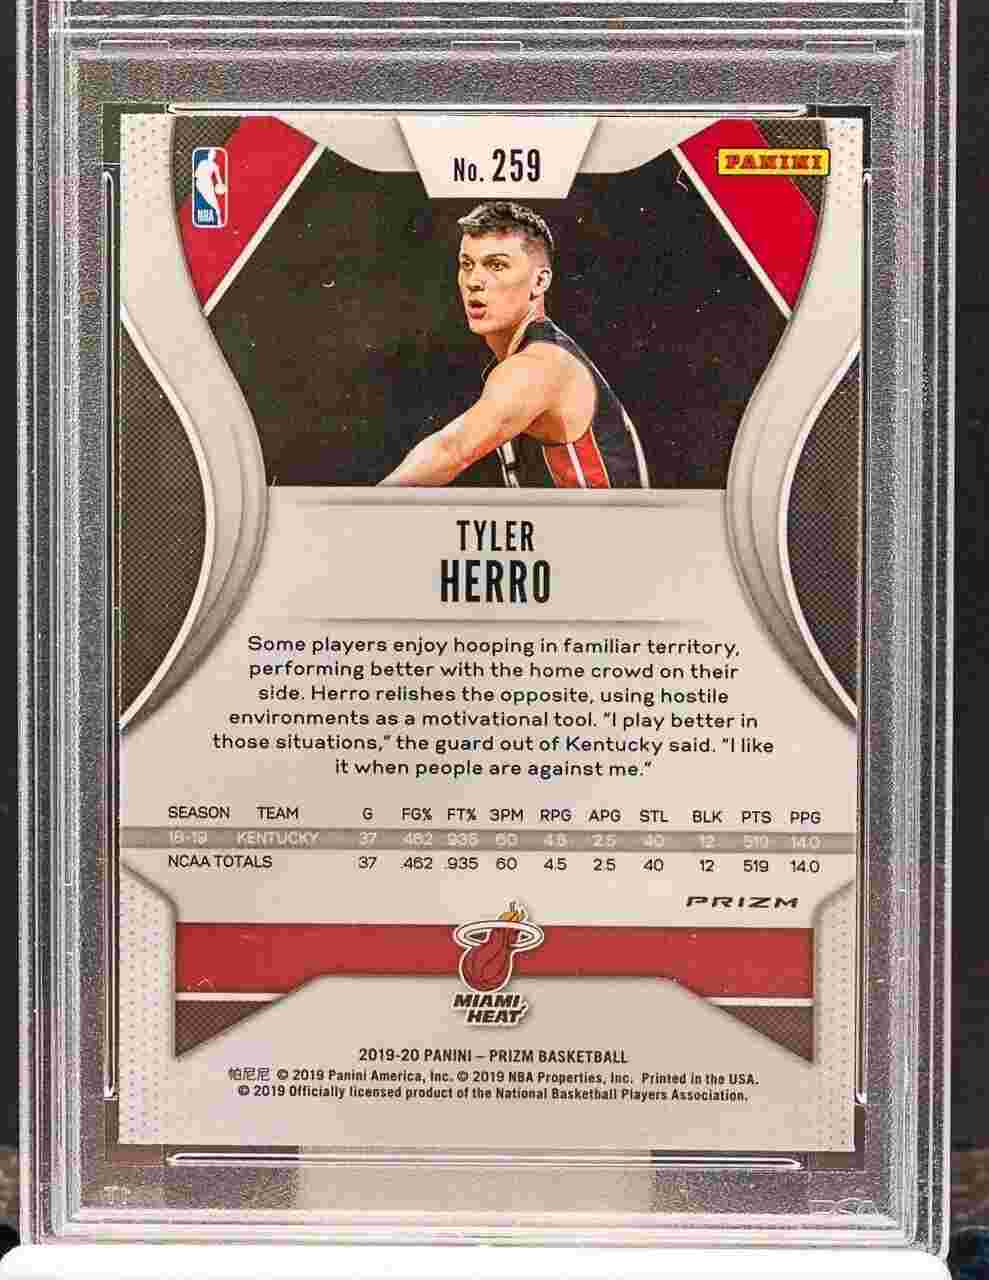 No. 259
PANINI
NBA
TYLER
HERRO
Some players enjoy hooping in familiar territory,
performing better with the home crowd on their
side. Herro relishes the opposite, using hostile
environments as a motivational tool. "I play better in
those situations," the guard out of Kentucky said. "I like
it when people are against me."
SEASON TEAM G FG% FT% 3PM RPG APG STL BLK PTS PPG
18-19 KENTUCKY 37 .462 .935 60 4.5 2.5 40 12 519 14.0
NCAA TOTALS 37 .462 .935 60 4.5 2.5 40 12 519 14.0
PRIZM
MIAMI
HEAT
2019-20 PANINI – PRIZM BASKETBALL
帕尼尼 © 2019 Panini America, Inc. © 2019 NBA Properties, Inc. Printed in the USA.
© 2019 Officially licensed product of the National Basketball Players Association.